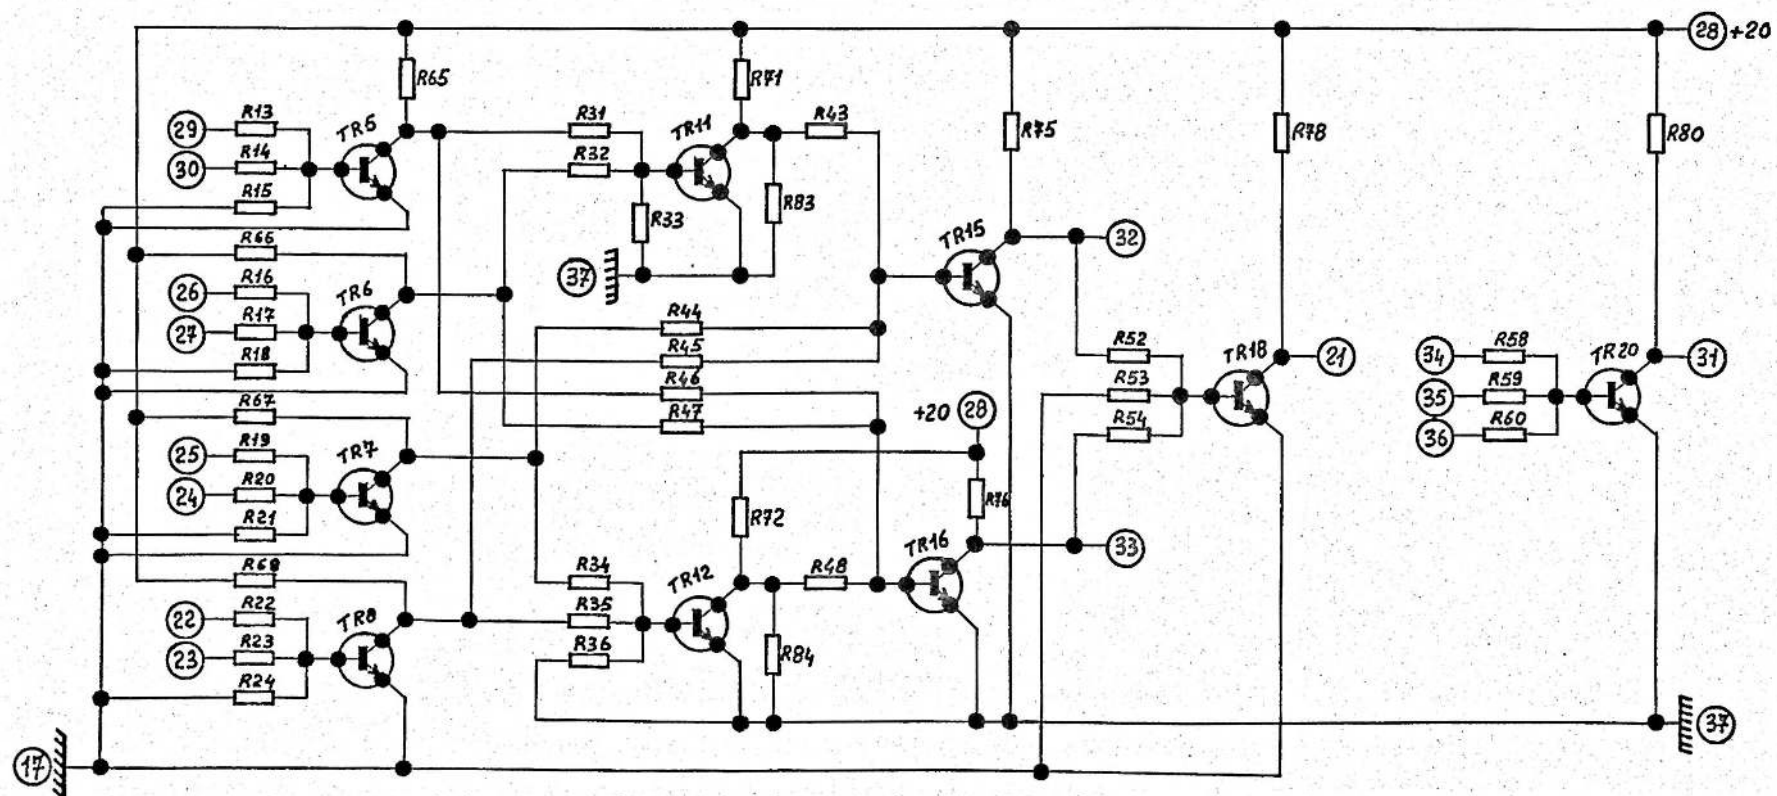 28 +20
R65
R71
R13
R31
R43
29
TR5
TR11
R75
R78
R80
R14
30
R32
R15
R33
R83
R66
37
TR15
32
R16
26
TR6
R17
27
R44
R18
R45
R52
TR18
21
34
R58
TR20
31
R46
R53
35
R59
R67
R47
+20 28
R54
36
R60
R19
25
TR7
R20
24
R76
R21
R72
TR16
33
R68
R34
TR12
R48
R22
22
TR8
R35
R23
23
R36
R84
R24
37
17